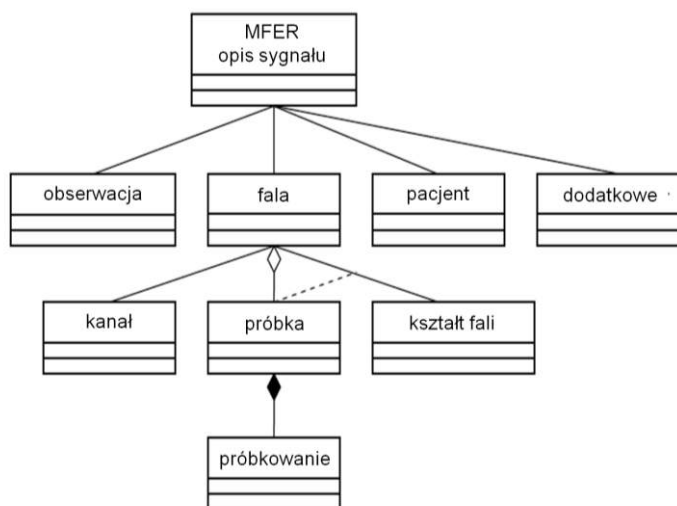 MFER
opis sygnału
obserwacja
fala
pacjent
dodatkowe
kanał
próbka
kształt fali
próbkowanie